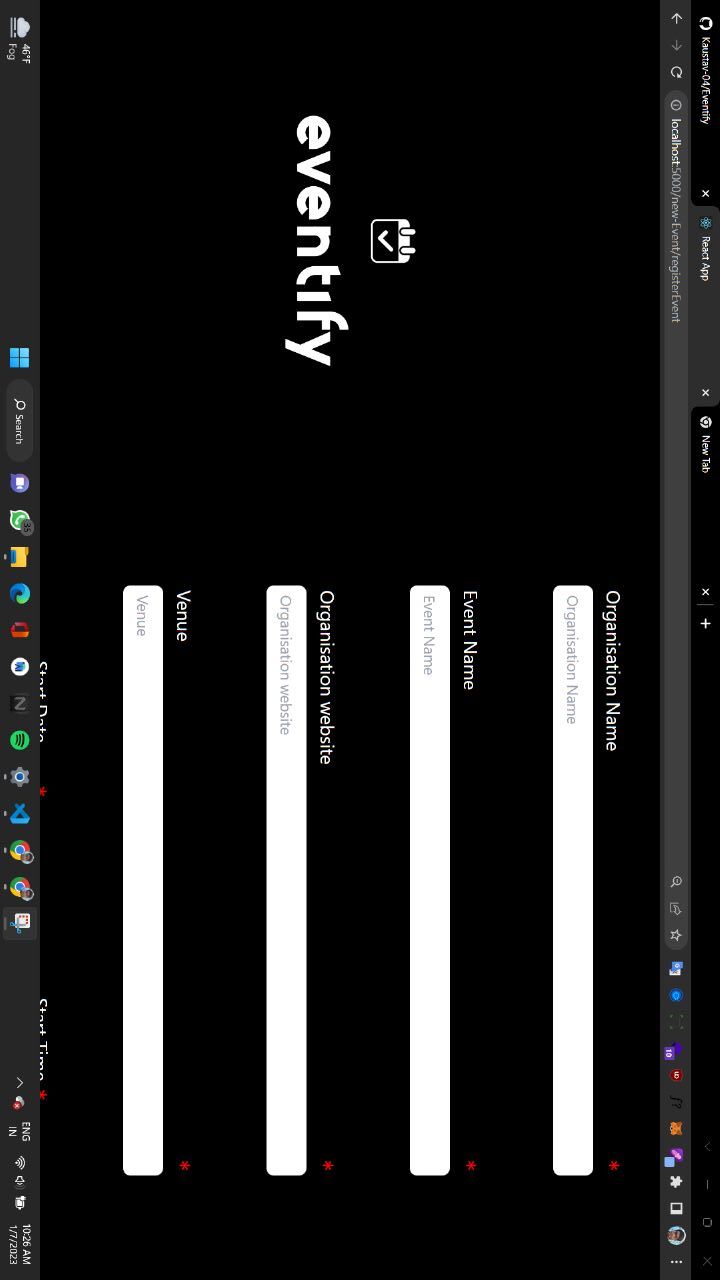 Kaustav-04/Eventify
React App
New Tab
localhost:5000/new-Event/registerEvent
10
f?
eventify
Organisation Name *
Organisation Name
Event Name *
Event Name
Organisation website *
Organisation website
Venue *
Venue
Start Date *
Start Time *
46°F
Fog
Search
ENG
IN
10:26 AM
1/7/2023